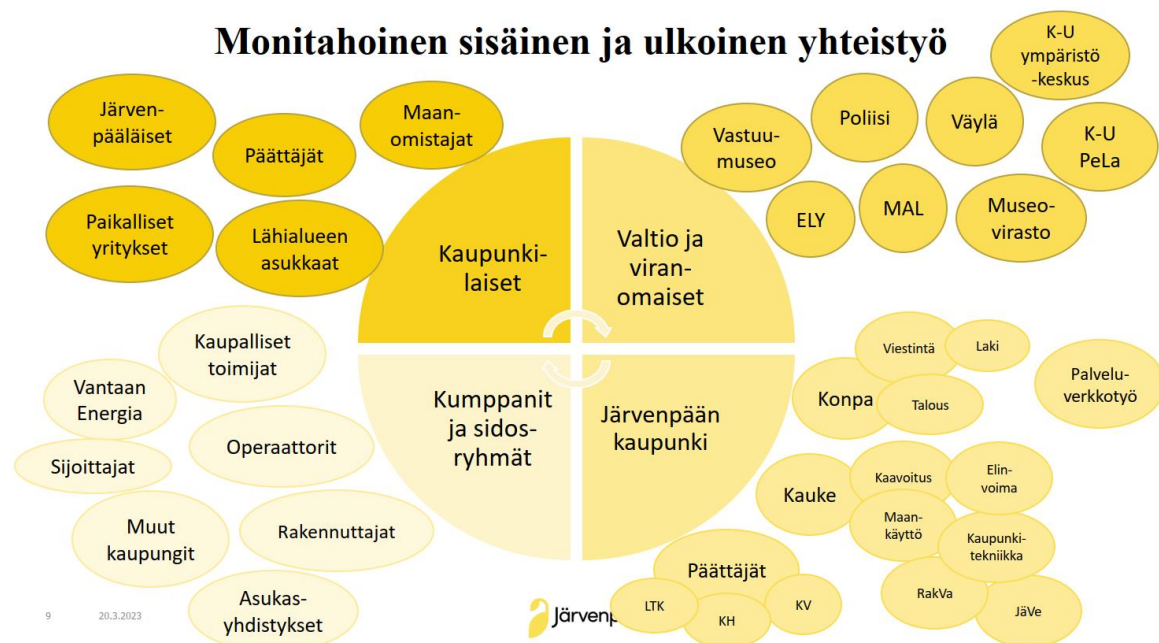 Monitahoinen sisäinen ja ulkoinen yhteistyö
Järven-
pääläiset
Päättäjät
Maan-
omistajat
Paikalliset
yritykset
Lähialueen
asukkaat
Kaupunki-
laiset
Vastuu-
museo
Poliisi
Väylä
K-U
ympäristö
-keskus
K-U
PeLa
ELY
MAL
Museo-
virasto
Valtio ja
viran-
omaiset
Kaupalliset
toimijat
Vantaan
Energia
Operaattorit
Sijoittajat
Muut
kaupungit
Rakennuttajat
Asukas-
yhdistykset
Kumppanit
ja sidos-
ryhmät
Järvenpään
kaupunki
Viestintä
Laki
Konpa
Talous
Palvelu-
verkkotyö
Kauke
Kaavoitus
Elin-
voima
Maan-
käyttö
Kaupunki-
tekniikka
RakVa
JäVe
Päättäjät
LTK
KH
KV
9
20.3.2023
Järvenp